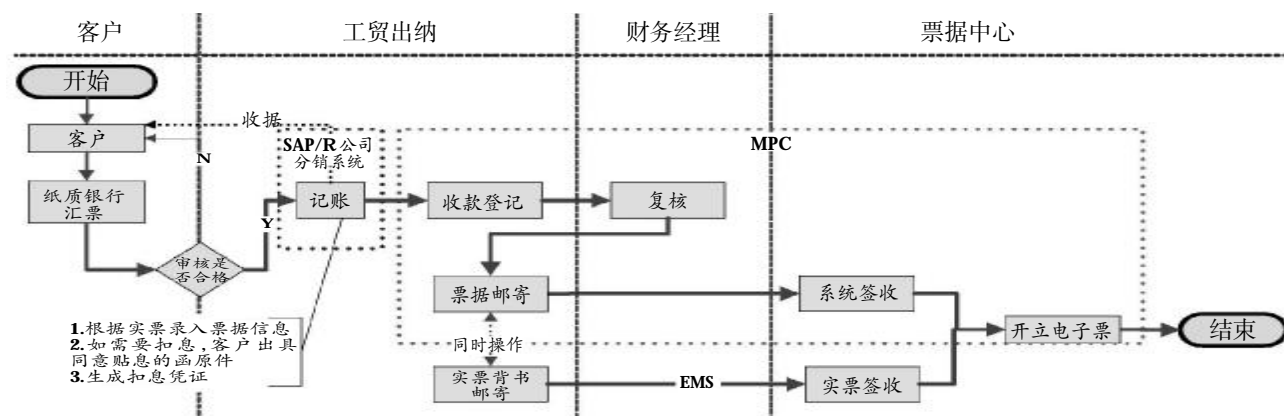 客户
工贸出纳
财务经理
票据中心
开始
收据
客户
N
SAP/R公司
分销系统
MPC
纸质银行
汇票
Y
记账
收款登记
复核
审核是
否合格
票据邮寄
系统签收
1.根据实票录入票据信息
2.如需要扣息,客户出具
同意贴息的函原件
3.生成扣息凭证
同时操作
开立电子票
结束
实票背书
邮寄
EMS
实票签收